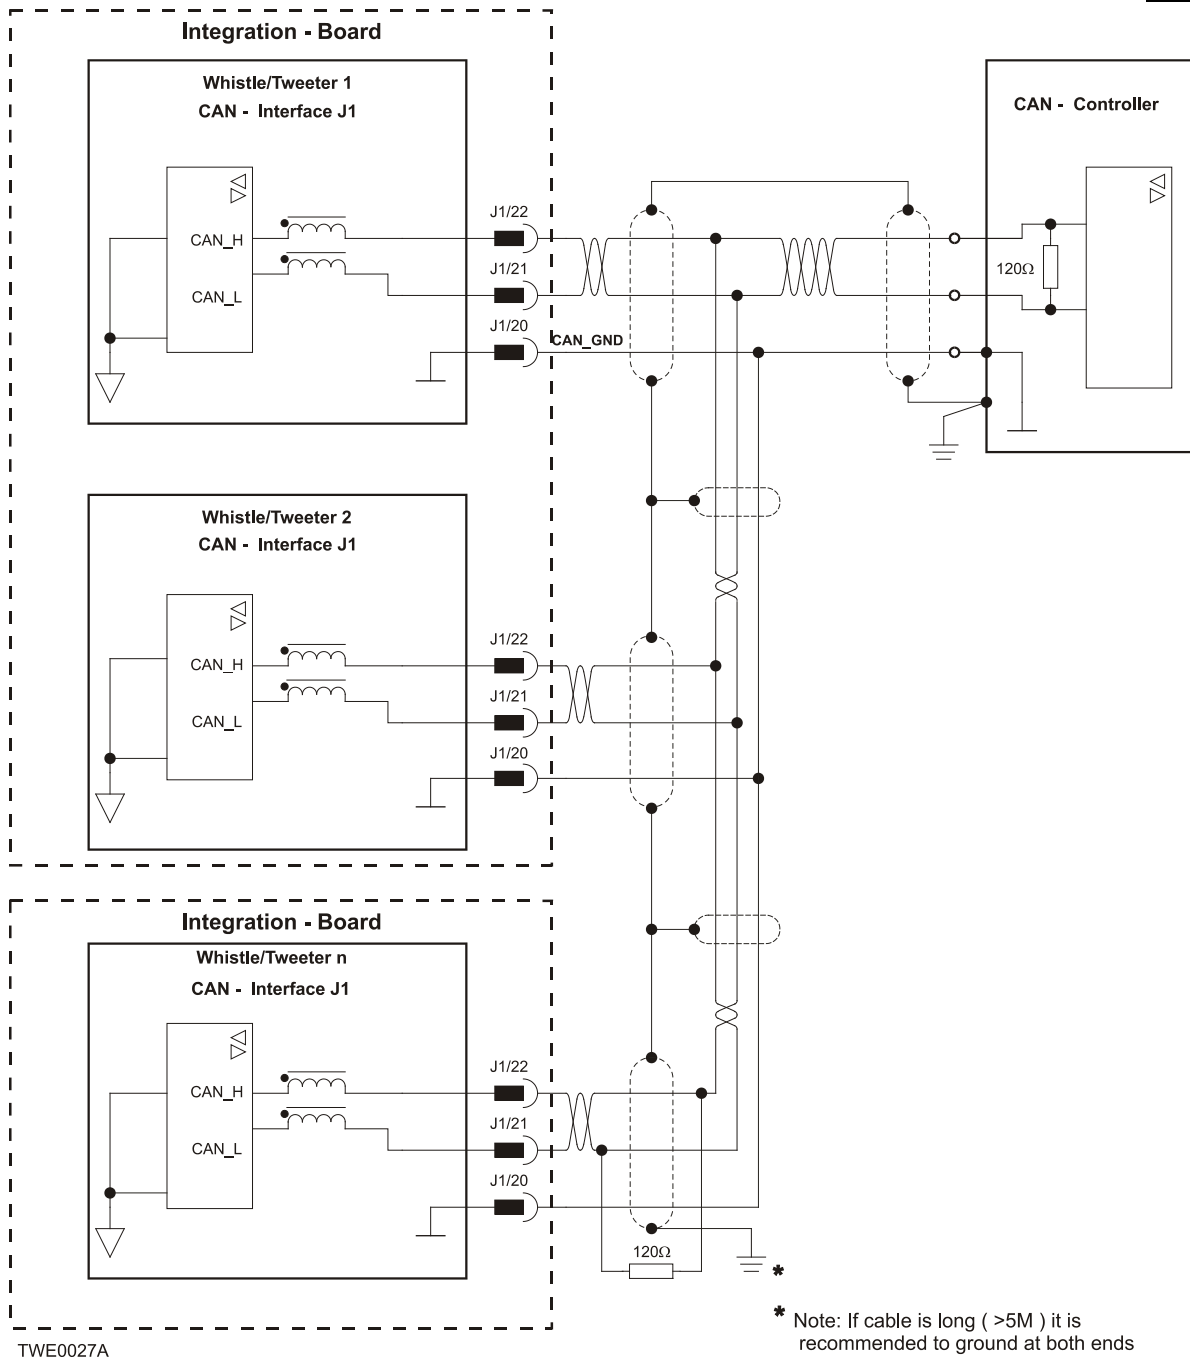 Integration - Board
Whistle/Tweeter 1
CAN - Interface J1
CAN - Controller
J1/22
CAN_H
J1/21
120Ω
CAN_L
J1/20
CAN_GND
Whistle/Tweeter 2
CAN - Interface J1
J1/22
CAN_H
J1/21
CAN_L
J1/20
Integration - Board
Whistle/Tweeter n
CAN - Interface J1
J1/22
CAN_H
J1/21
CAN_L
J1/20
120Ω
*
* Note: If cable is long ( >5M ) it is
recommended to ground at both ends
TWE0027A